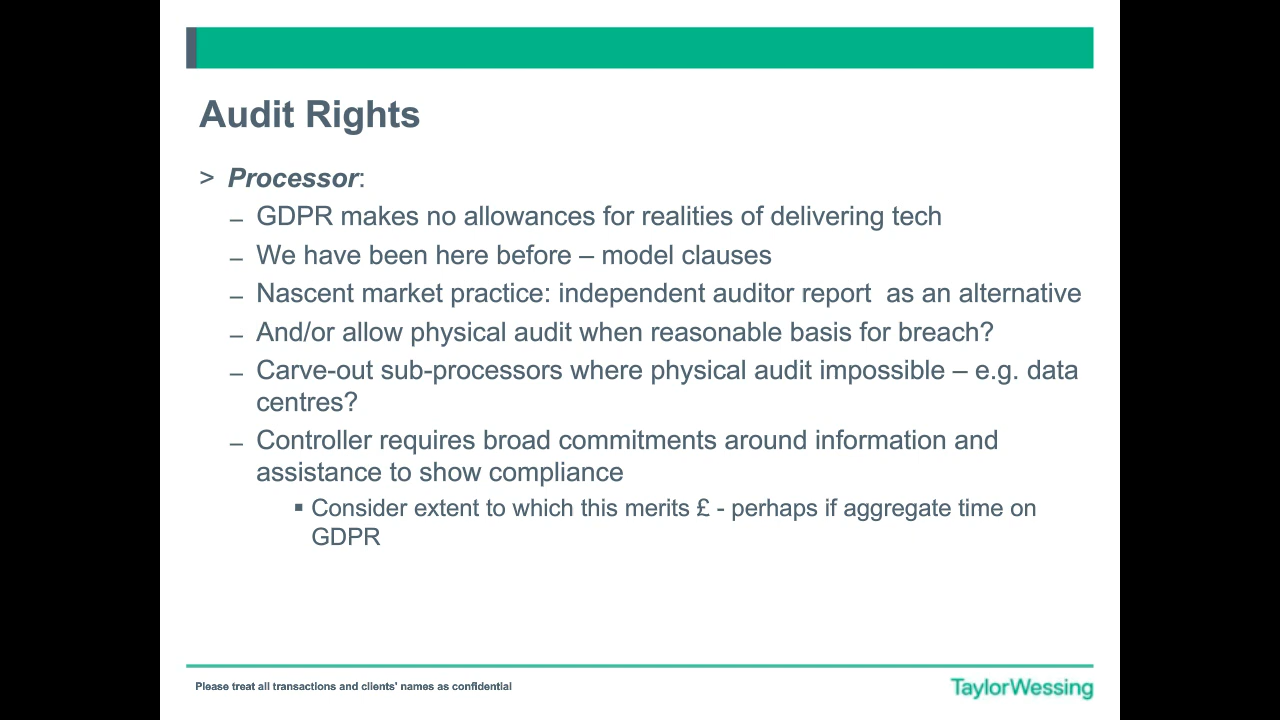 Audit Rights
> Processor:
– GDPR makes no allowances for realities of delivering tech
– We have been here before – model clauses
– Nascent market practice: independent auditor report  as an alternative
– And/or allow physical audit when reasonable basis for breach?
– Carve-out sub-processors where physical audit impossible – e.g. data
centres?
– Controller requires broad commitments around information and
assistance to show compliance
▪ Consider extent to which this merits £ - perhaps if aggregate time on
GDPR
Please treat all transactions and clients' names as confidential
TaylorWessing